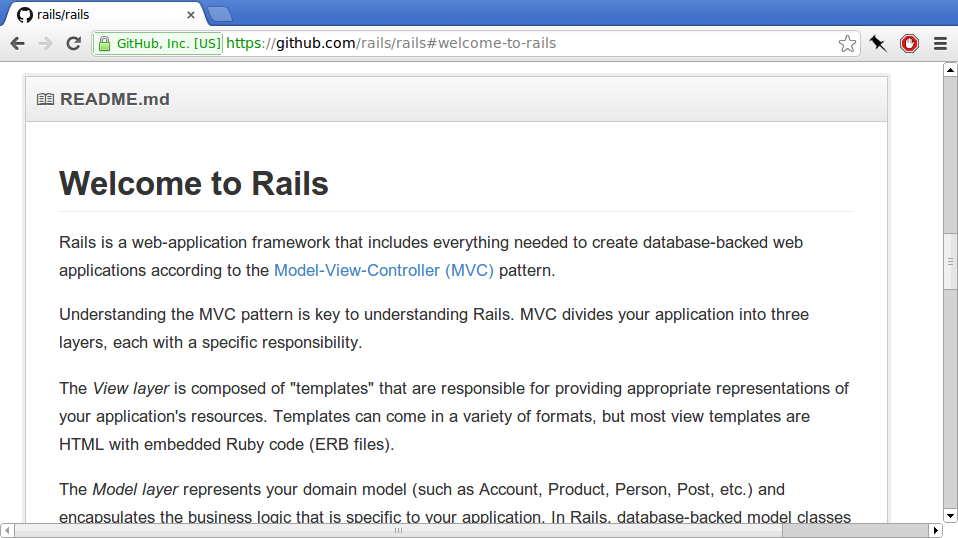 rails/rails
GitHub, Inc. [US] https://github.com/rails/rails#welcome-to-rails
README.md
Welcome to Rails
Rails is a web-application framework that includes everything needed to create database-backed web
applications according to the Model-View-Controller (MVC) pattern.
Understanding the MVC pattern is key to understanding Rails. MVC divides your application into three
layers, each with a specific responsibility.
The View layer is composed of "templates" that are responsible for providing appropriate representations of
your application's resources. Templates can come in a variety of formats, but most view templates are
HTML with embedded Ruby code (ERB files).
The Model layer represents your domain model (such as Account, Product, Person, Post, etc.) and
encapsulates the business logic that is specific to your application. In Rails, database-backed model classes